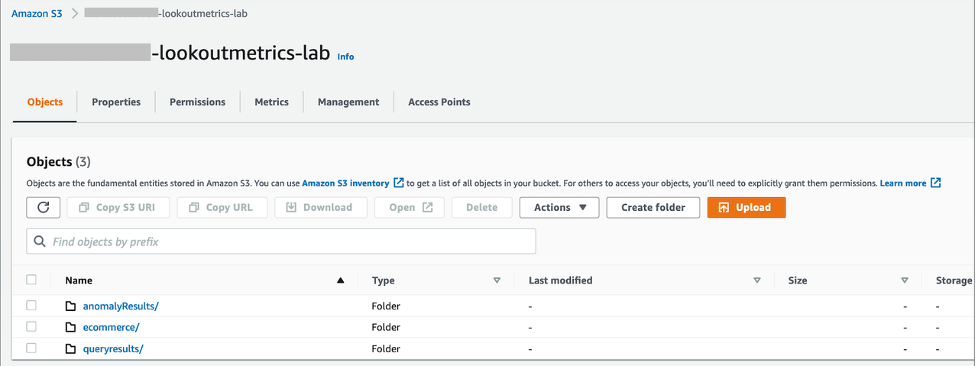 Amazon S3 > -lookoutmetrics-lab
-lookoutmetrics-lab Info
Objects Properties Permissions Metrics Management Access Points
Objects (3)
Objects are the fundamental entities stored in Amazon S3. You can use Amazon S3 inventory to get a list of all objects in your bucket. For others to access your objects, you'll need to explicitly grant them permissions. Learn more
Copy S3 URI Copy URL Download Open Delete Actions Create folder Upload
Find objects by prefix
Name Type Last modified Size Storage
anomalyResults/ Folder - - -
ecommerce/ Folder - - -
queryresults/ Folder - - -